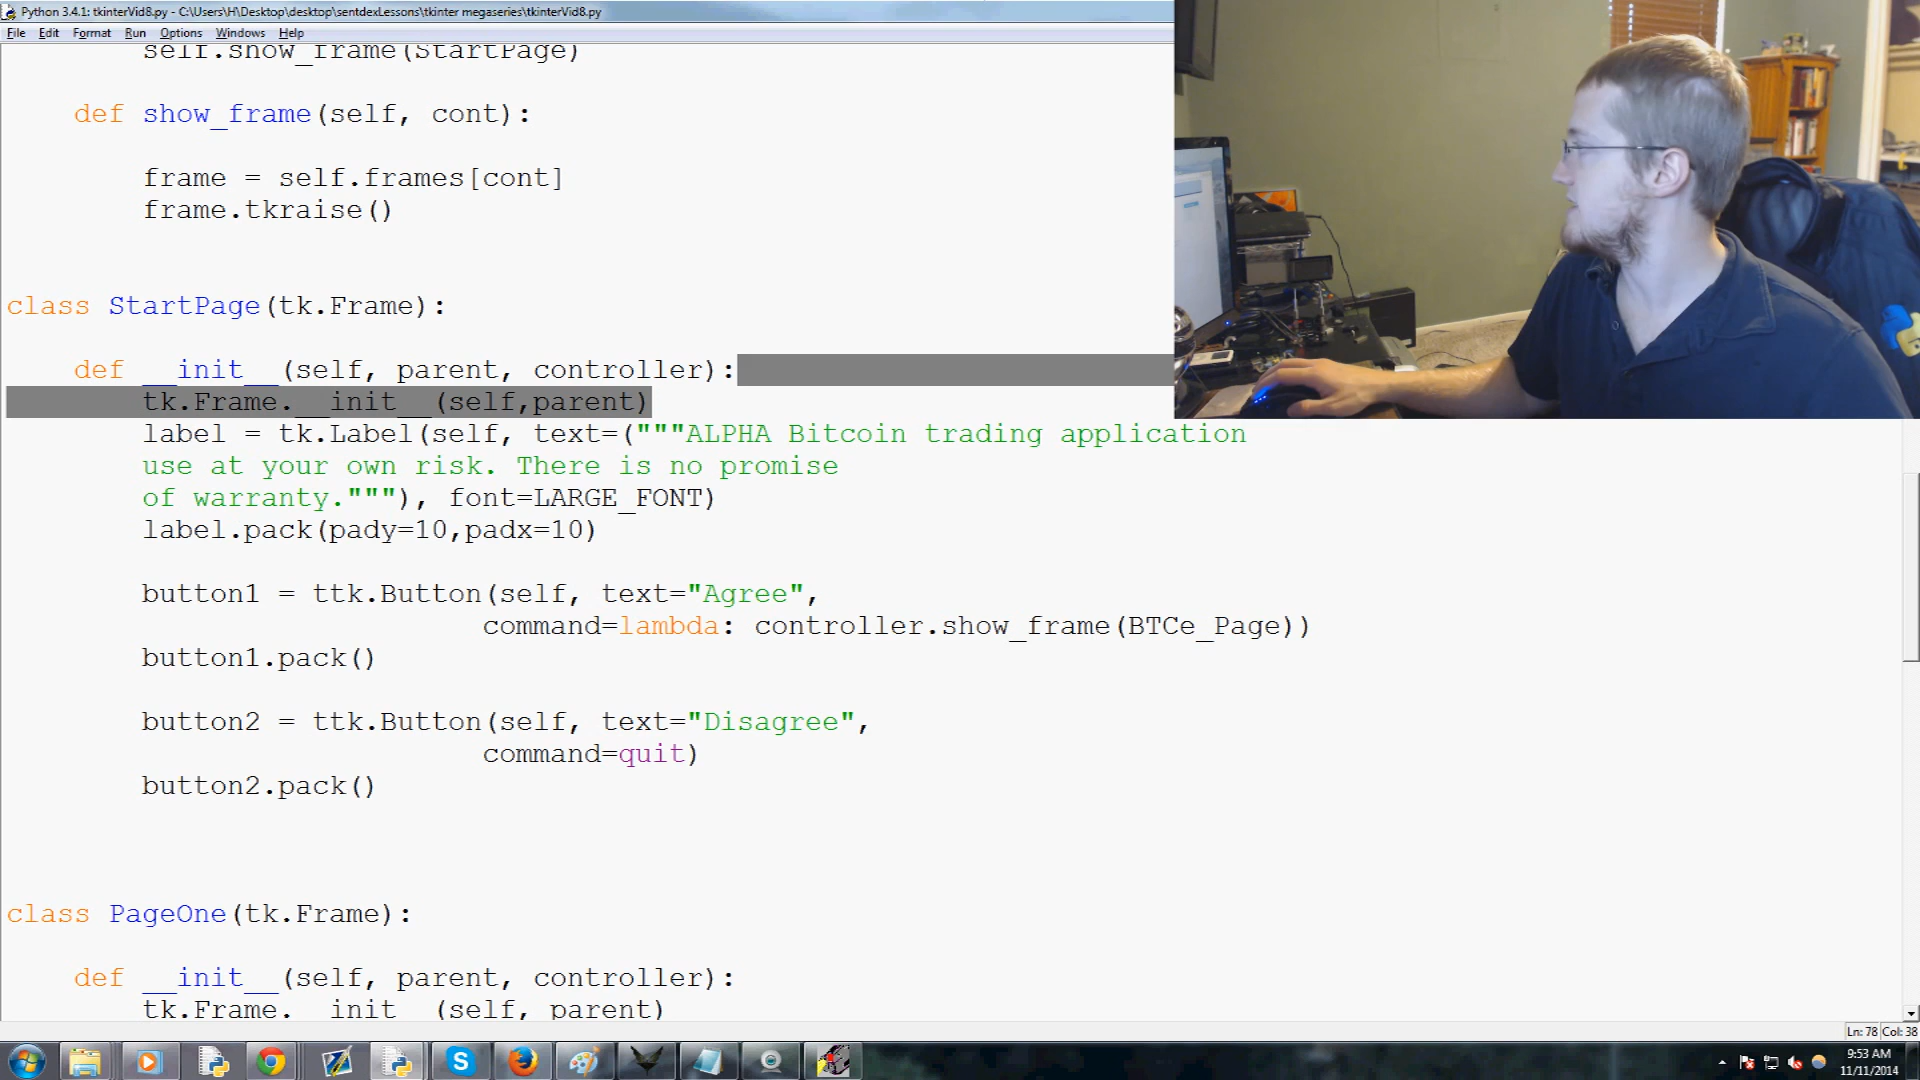 Python 3.4.1: tkinterVid8.py - C:\Users\H\Desktop\desktop\sentdexLessons\tkinter megaseries\tkinterVid8.py
File Edit Format Run Options Windows Help
self.show_frame(StartPage)
def show_frame(self, cont):
frame = self.frames[cont]
frame.tkraise()
class StartPage(tk.Frame):
def __init__(self, parent, controller):
tk.Frame.__init__(self,parent)
label = tk.Label(self, text=("""ALPHA Bitcoin trading application
use at your own risk. There is no promise
of warranty."""), font=LARGE_FONT)
label.pack(pady=10,padx=10)
button1 = ttk.Button(self, text="Agree",
command=lambda: controller.show_frame(BTCe_Page))
button1.pack()
button2 = ttk.Button(self, text="Disagree",
command=quit)
button2.pack()
class PageOne(tk.Frame):
def __init__(self, parent, controller):
tk.Frame.__init__(self, parent)
Ln: 78 Col: 38
9:53 AM
11/11/2014